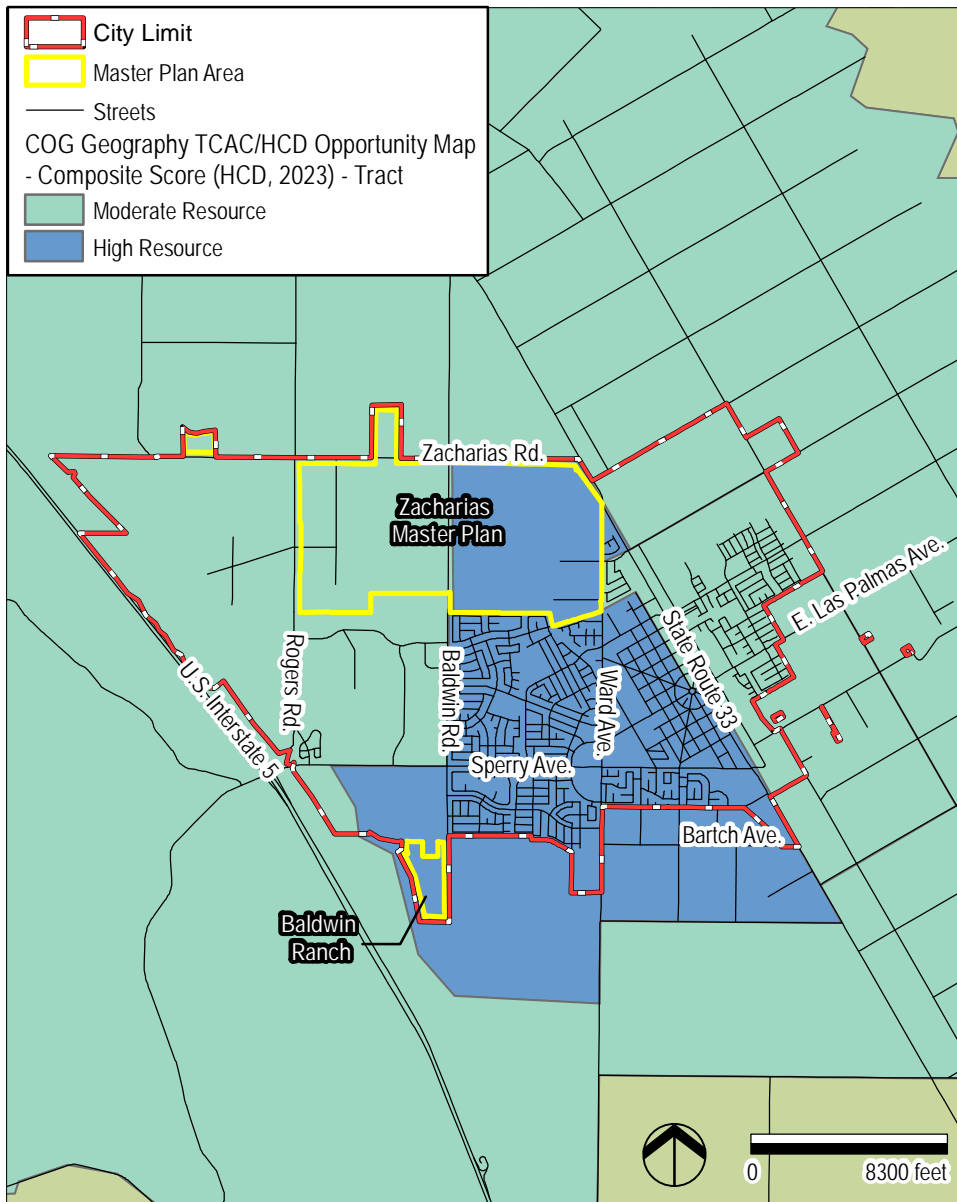 City Limit
Master Plan Area
Streets
COG Geography TCAC/HCD Opportunity Map
- Composite Score (HCD, 2023) - Tract
Moderate Resource
High Resource
Zacharias Rd.
Zacharias
Master Plan
E. Las Palmas Ave.
State Route 33
Rogers Rd.
Baldwin Rd.
Ward Ave.
U.S. Interstate 5
Sperry Ave.
Bartch Ave.
Baldwin
Ranch
0
8300 feet